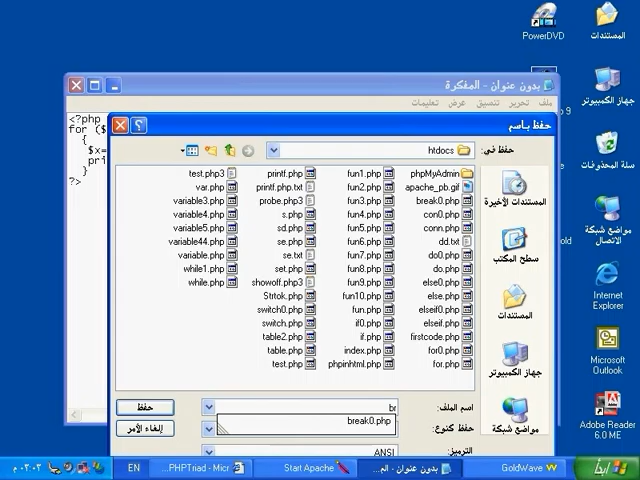 PowerDVD
المستندات
بدون عنوان - المفكرة
ملف تحرير تنسيق عرض تعليمات
جهاز الكمبيوتر
حفظ باسم
<?php
for ($
{
$x=
pri
}
?>
حفظ في:
htdocs
phpMyAdmin
apache_pb.gif
break0.php
con0.php
conn.php
dd.txt
do0.php
do.php
else0.php
else.php
elseif0.php
elseif.php
firstcode.php
for0.php
for.php
fun1.php
fun2.php
fun3.php
fun4.php
fun5.php
fun6.php
fun7.php
fun8.php
fun9.php
fun10.php
fun.php
if0.php
if.php
index.php
phpinhtml.php
printf.php
printf.php.txt
probe.php3
s.php
sd.php
se.php
se.txt
set.php
showoff.php3
Strtok.php
switch0.php
switch.php
table2.php
table.php
test.php
test.php3
var.php
variable3.php
variable4.php
variable5.php
variable44.php
variable.php
while1.php
while.php
المستندات الأخيرة
سطح المكتب
المستندات
جهاز الكمبيوتر
مواضع شبكة
سلة المحذوفات
مواضع شبكة
الاتصال
Internet
Explorer
Microsoft
Outlook
Adobe Reader
6.0 ME
9
old
اسم الملف:
br
حفظ
break0.php
حفظ كنوع:
إلغاء الأمر
الترميز:
ANSI
ابدأ
GoldWave
بدون عنوان - الم...
Start Apache
...PHPTriad - Micr
EN
٠٣:٠٣ م